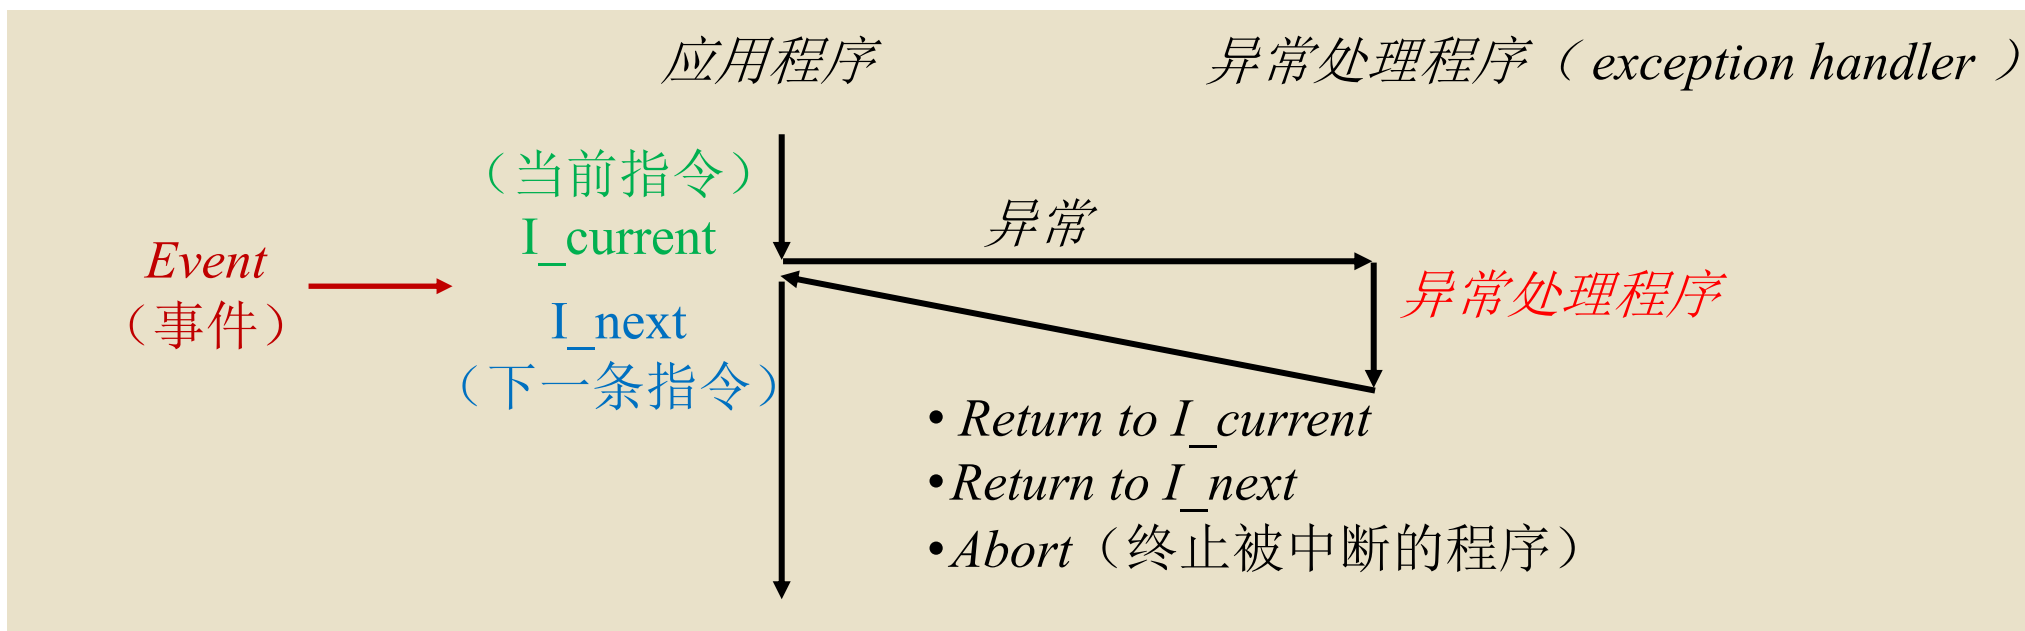 应用程序
异常处理程序（ exception handler ）
（当前指令）
I_current
异常
Event
（事件）
异常处理程序
I_next
（下一条指令）
• Return to I_current
•Return to I_next
•Abort（终止被中断的程序）